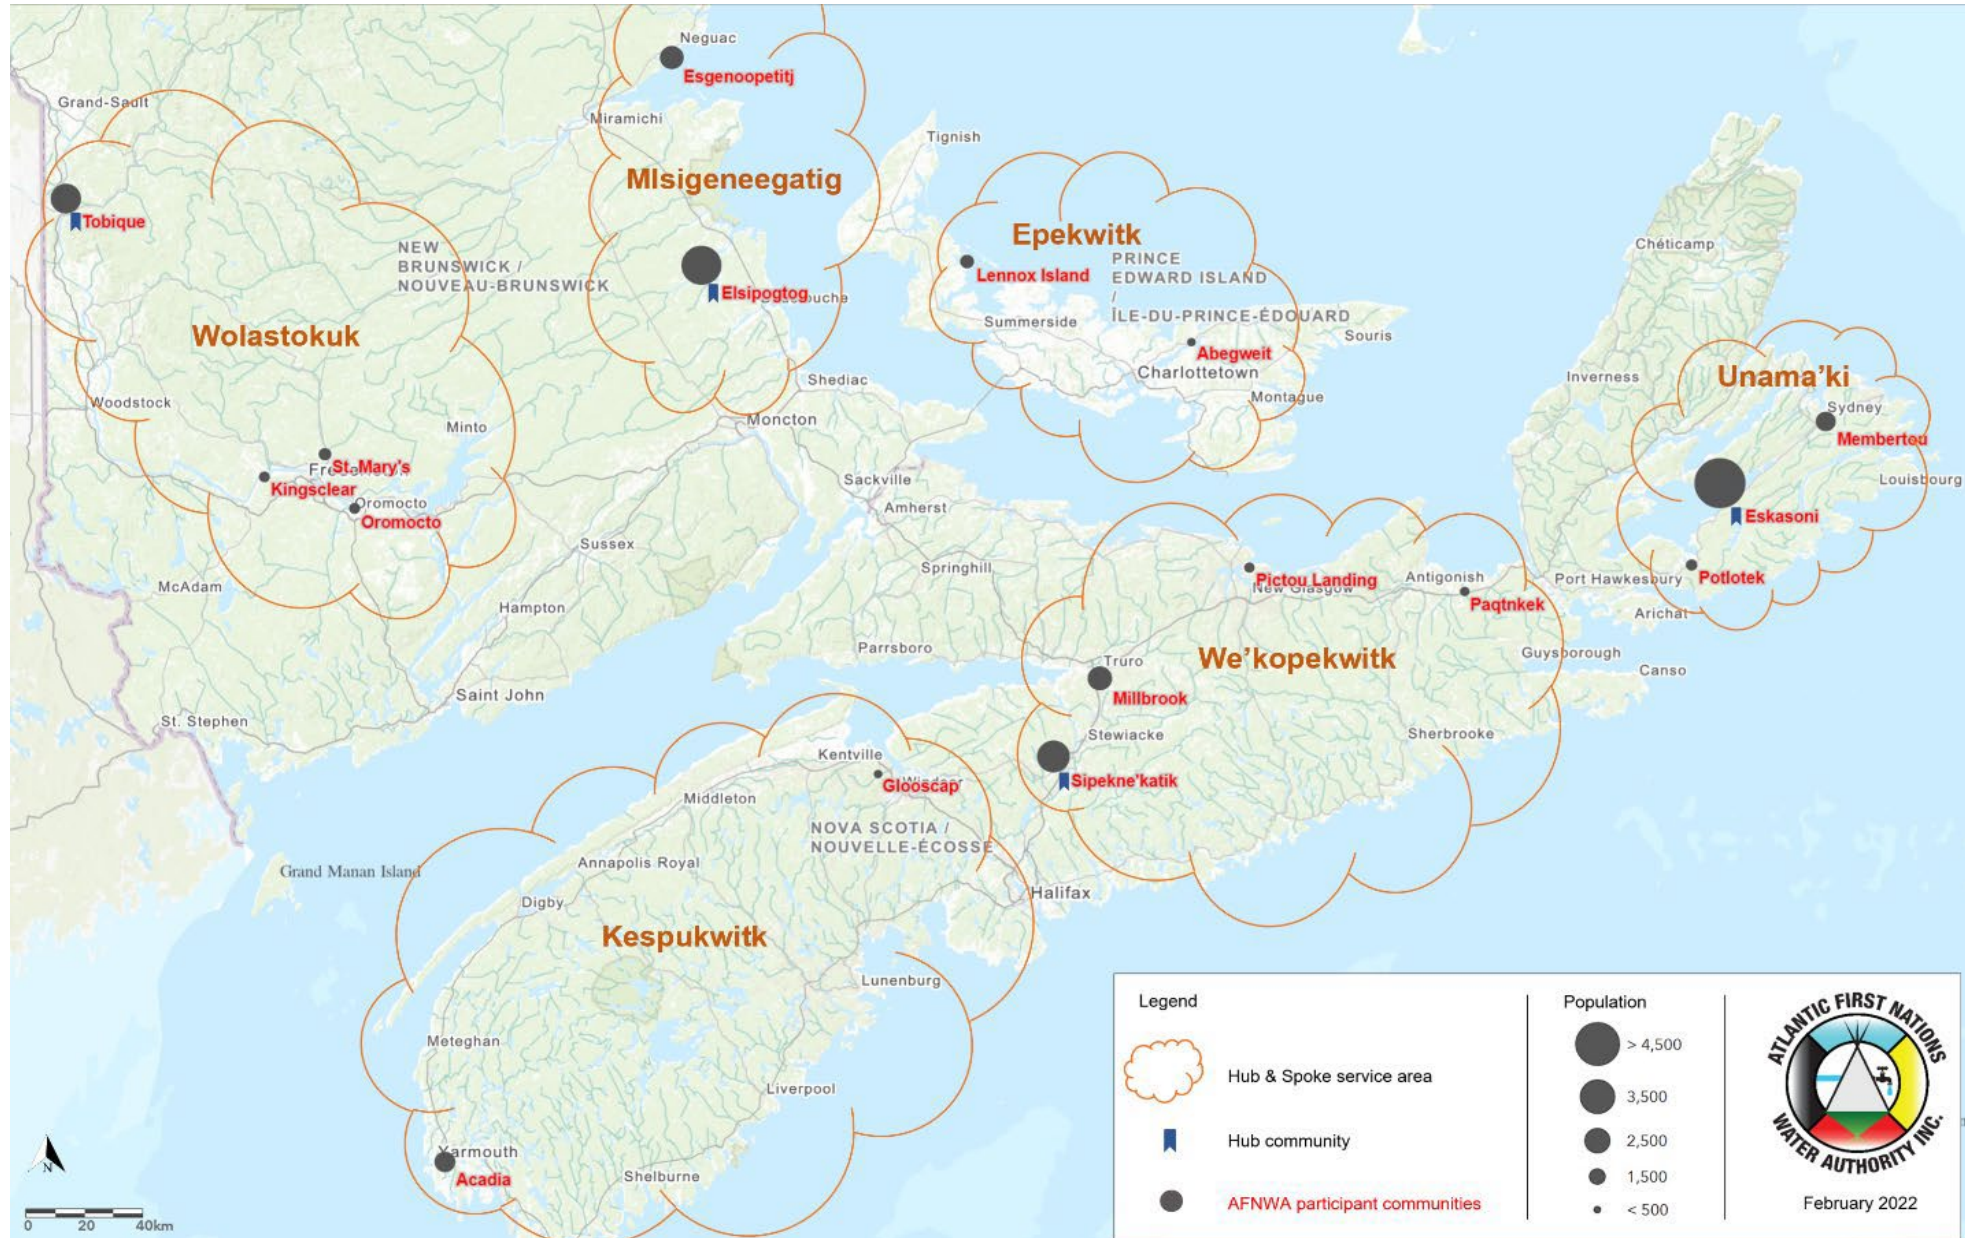 Neguac
Esgenoopetitj
Grand-Sault
Miramichi
Tignish
MIsigeneegatig
Tobique
Epekwitk
NEW
BRUNSWICK /
NOUVEAU-BRUNSWICK
Chéticamp
PRINCE
EDWARD ISLAND
/
ÎLE-DU-PRINCE-ÉDOUARD
Lennox Island
Elsipogtog
Summerside
Wolastokuk
Souris
Abegweit
Charlottetown
Shediac
Inverness
Unama'ki
Woodstock
Montague
Sydney
Minto
Moncton
Membertou
St. Mary's
Kingsclear
Sackville
Louisbourg
Oromocto
Oromocto
Amherst
Eskasoni
Sussex
Springhill
McAdam
Pictou Landing
New Glasgow
Antigonish
Port Hawkesbury
Potlotek
Hampton
Paqtnkek
Arichat
Parrsboro
Truro
We'kopekwitk
Guysborough
Canso
Saint John
Millbrook
St. Stephen
Stewiacke
Sherbrooke
Kentville
Sipekne'katik
Glooscap
Middleton
NOVA SCOTIA /
NOUVELLE-ÉCOSSE
Annapolis Royal
Grand Manan Island
Digby
Halifax
Kespukwitk
Lunenburg
Meteghan
Liverpool
Yarmouth
Acadia
Shelburne
N
0 20 40km
Legend
Hub & Spoke service area
Hub community
AFNWA participant communities
Population
> 4,500
3,500
2,500
1,500
< 500
ATLANTIC FIRST NATIONS
WATER AUTHORITY INC.
February 2022